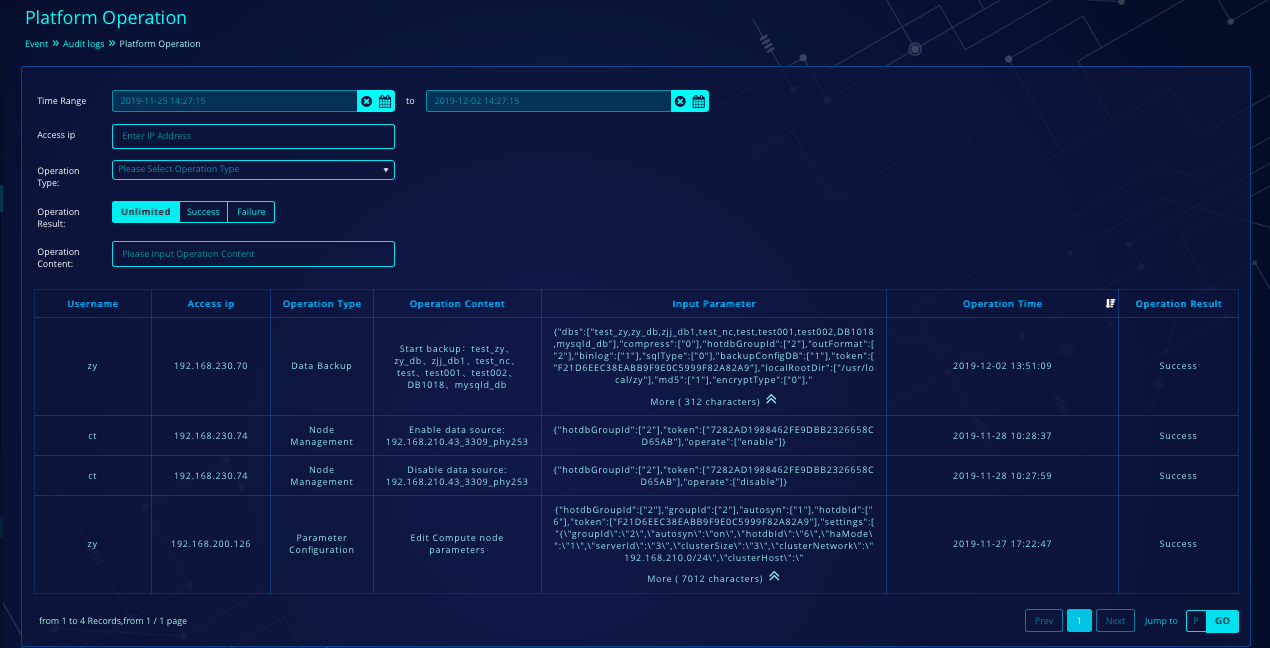 Platform Operation
Event » Audit logs » Platform Operation
Time Range
2019-11-25 14:27:15
to
2019-12-02 14:27:15
Access ip
Enter IP Address
Operation
Type:
Please Select Operation Type
Operation
Result:
Unlimited
Success
Failure
Operation
Content:
Please Input Operation Content
Username
Access ip
Operation Type
Operation Content
Input Parameter
Operation Time
Operation Result
zy
192.168.230.70
Data Backup
Start backup：test_zy、
zy_db、zjj_db1、test_nc、
test、test001、test002、
DB1018、mysqld_db
{"dbs":["test_zy,zy_db,zjj_db1,test_nc,test,test001,test002,DB1018
,mysqld_db"],"compress":["0"],"hotdbGroupId":["2"],"outFormat":[
"2"],"binlog":["1"],"sqlType":["0"],"backupConfigDB":["1"],"token":[
"F21D6EEC38EABB9F9E0C5999F82A82A9"],"localRootDir":["/usr/lo
cal/zy"],"md5":["1"],"encryptType":["0"],"
More ( 312 characters)
2019-12-02 13:51:09
Success
ct
192.168.230.74
Node
Management
Enable data source:
192.168.210.43_3309_phy253
{"hotdbGroupId":["2"],"token":["7282AD1988462FE9DBB2326658C
D65AB"],"operate":["enable"]}
2019-11-28 10:28:37
Success
ct
192.168.230.74
Node
Management
Disable data source:
192.168.210.43_3309_phy253
{"hotdbGroupId":["2"],"token":["7282AD1988462FE9DBB2326658C
D65AB"],"operate":["disable"]}
2019-11-28 10:27:59
Success
zy
192.168.200.126
Parameter
Configuration
Edit Compute node
parameters
{"hotdbGroupId":["2"],"groupId":["2"],"autosyn":["1"],"hotdbId":["
6"],"token":["F21D6EEC38EABB9F9E0C5999F82A82A9"],"settings":[
"{\"groupId\":\"2\",\"autosyn\":\"on\",\"hotdbId\":\"6\",\"haMode\
":\"1\",\"serverId\":\"3\",\"clusterSize\":\"3\",\"clusterNetwork\":\"
192.168.210.0/24\",\"clusterHost\":\"
More ( 7012 characters)
2019-11-27 17:22:47
Success
from 1 to 4 Records,from 1 / 1 page
Prev
1
Next
Jump to
P
GO